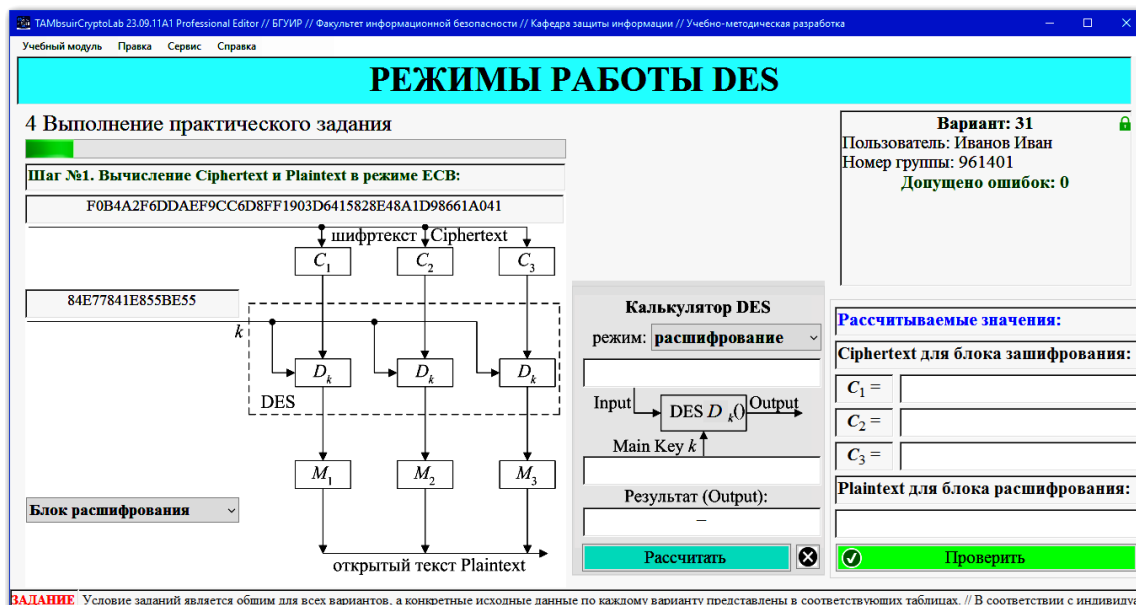 TAMbsuirCryptoLab 23.09.11A1 Professional Editor // БГУИР // Факультет информационной безопасности // Кафедра защиты информации // Учебно-методическая разработка
Учебный модуль Правка Сервис Справка
РЕЖИМЫ РАБОТЫ DES
4 Выполнение практического задания
Шаг №1. Вычисление Ciphertext и Plaintext в режиме ECB:
F0B4A2F6DDAEF9CC6D8FF1903D6415828E48A1D98661A041
шифртекст Ciphertext
C1 C2 C3
84E77841E855BE55
k
Dk Dk Dk
DES
M1 M2 M3
Блок расшифрования
открытый текст Plaintext
Калькулятор DES
режим: расшифрование
Input DES D k() Output
Main Key k
Результат (Output):
–
Рассчитать
Вариант: 31
Пользователь: Иванов Иван
Номер группы: 961401
Допущено ошибок: 0
Рассчитываемые значения:
Ciphertext для блока зашифрования:
C1 =
C2 =
C3 =
Plaintext для блока расшифрования:
Проверить
ЗАДАНИЕ Условие заданий является общим для всех вариантов, а конкретные исходные данные по каждому варианту представлены в соответствующих таблицах. // В соответствии с индивиду